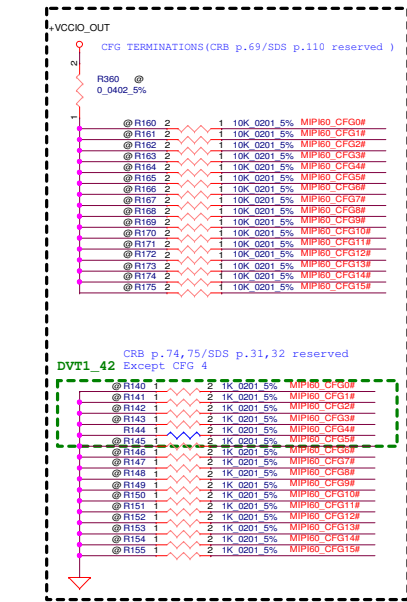 +VCCIO_OUT
CFG TERMINATIONS(CRB p.69/SDS p.110 reserved )
2
R360 @
0_0402_5%
1
@ R160 2 1 10K_0201_5% MIPI60_CFG0#
@ R161 2 1 10K_0201_5% MIPI60_CFG1#
@ R162 2 1 10K_0201_5% MIPI60_CFG2#
@ R163 2 1 10K_0201_5% MIPI60_CFG3#
@ R164 2 1 10K_0201_5% MIPI60_CFG4#
@ R165 2 1 10K_0201_5% MIPI60_CFG5#
@ R166 2 1 10K_0201_5% MIPI60_CFG6#
@ R167 2 1 10K_0201_5% MIPI60_CFG7#
@ R168 2 1 10K_0201_5% MIPI60_CFG8#
@ R169 2 1 10K_0201_5% MIPI60_CFG9#
@ R170 2 1 10K_0201_5% MIPI60_CFG10#
@ R171 2 1 10K_0201_5% MIPI60_CFG11#
@ R172 2 1 10K_0201_5% MIPI60_CFG12#
@ R173 2 1 10K_0201_5% MIPI60_CFG13#
@ R174 2 1 10K_0201_5% MIPI60_CFG14#
@ R175 2 1 10K_0201_5% MIPI60_CFG15#
CRB p.74,75/SDS p.31,32 reserved
DVT1_42 Except CFG 4
@ R140 1 2 1K_0201_5% MIPI60_CFG0#
@ R141 1 2 1K_0201_5% MIPI60_CFG1#
@ R142 1 2 1K_0201_5% MIPI60_CFG2#
@ R143 1 2 1K_0201_5% MIPI60_CFG3#
R144 1 2 1K_0201_5% MIPI60_CFG4#
@ R145 1 2 1K_0201_5% MIPI60_CFG5#
@ R146 1 2 1K_0201_5% MIPI60_CFG6#
@ R147 1 2 1K_0201_5% MIPI60_CFG7#
@ R148 1 2 1K_0201_5% MIPI60_CFG8#
@ R149 1 2 1K_0201_5% MIPI60_CFG9#
@ R150 1 2 1K_0201_5% MIPI60_CFG10#
@ R151 1 2 1K_0201_5% MIPI60_CFG11#
@ R152 1 2 1K_0201_5% MIPI60_CFG12#
@ R153 1 2 1K_0201_5% MIPI60_CFG13#
@ R154 1 2 1K_0201_5% MIPI60_CFG14#
@ R155 1 2 1K_0201_5% MIPI60_CFG15#